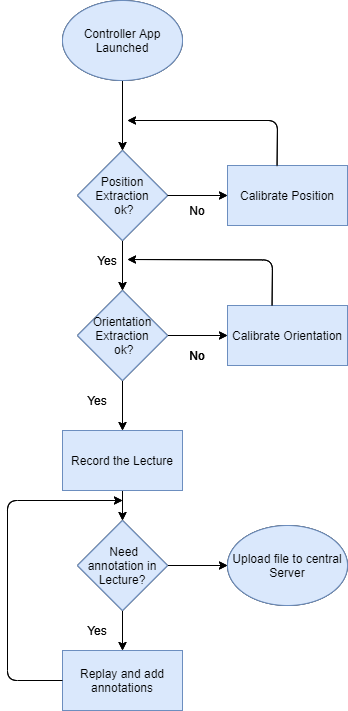 Controller App
Launched
Position
Extraction
ok?
No
Calibrate Position
Yes
Orientation
Extraction
ok?
No
Calibrate Orientation
Yes
Record the Lecture
Need
annotation in
Lecture?
Upload file to central
Server
Yes
Replay and add
annotations